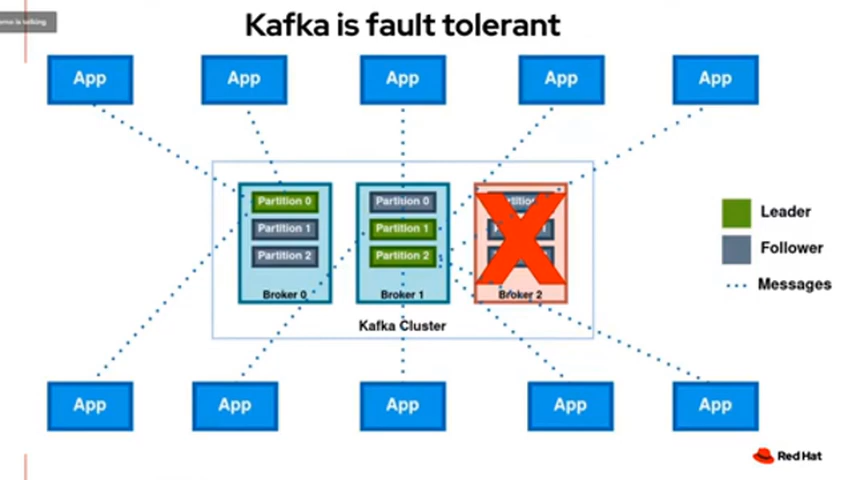 is talking
Kafka is fault tolerant
App App App App App
Partition 0 Partition 0
Partition 1 Partition 1
Partition 2 Partition 2
Broker 0 Broker 1 Broker 2
Kafka Cluster
Leader
Follower
Messages
App App App App App
Red Hat